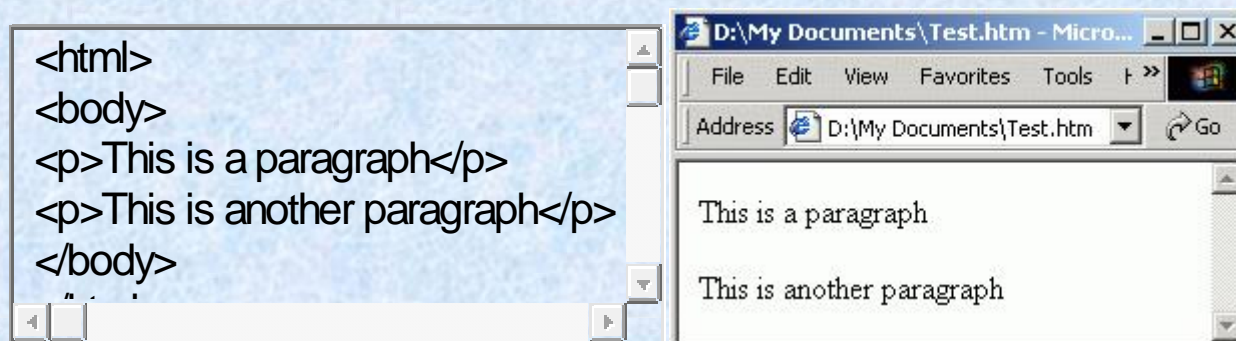 <html>
<body>
<p>This is a paragraph</p>
<p>This is another paragraph</p>
</body>
D:\My Documents\Test.htm - Micro...
File Edit View Favorites Tools
Address D:\My Documents\Test.htm Go
This is a paragraph
This is another paragraph